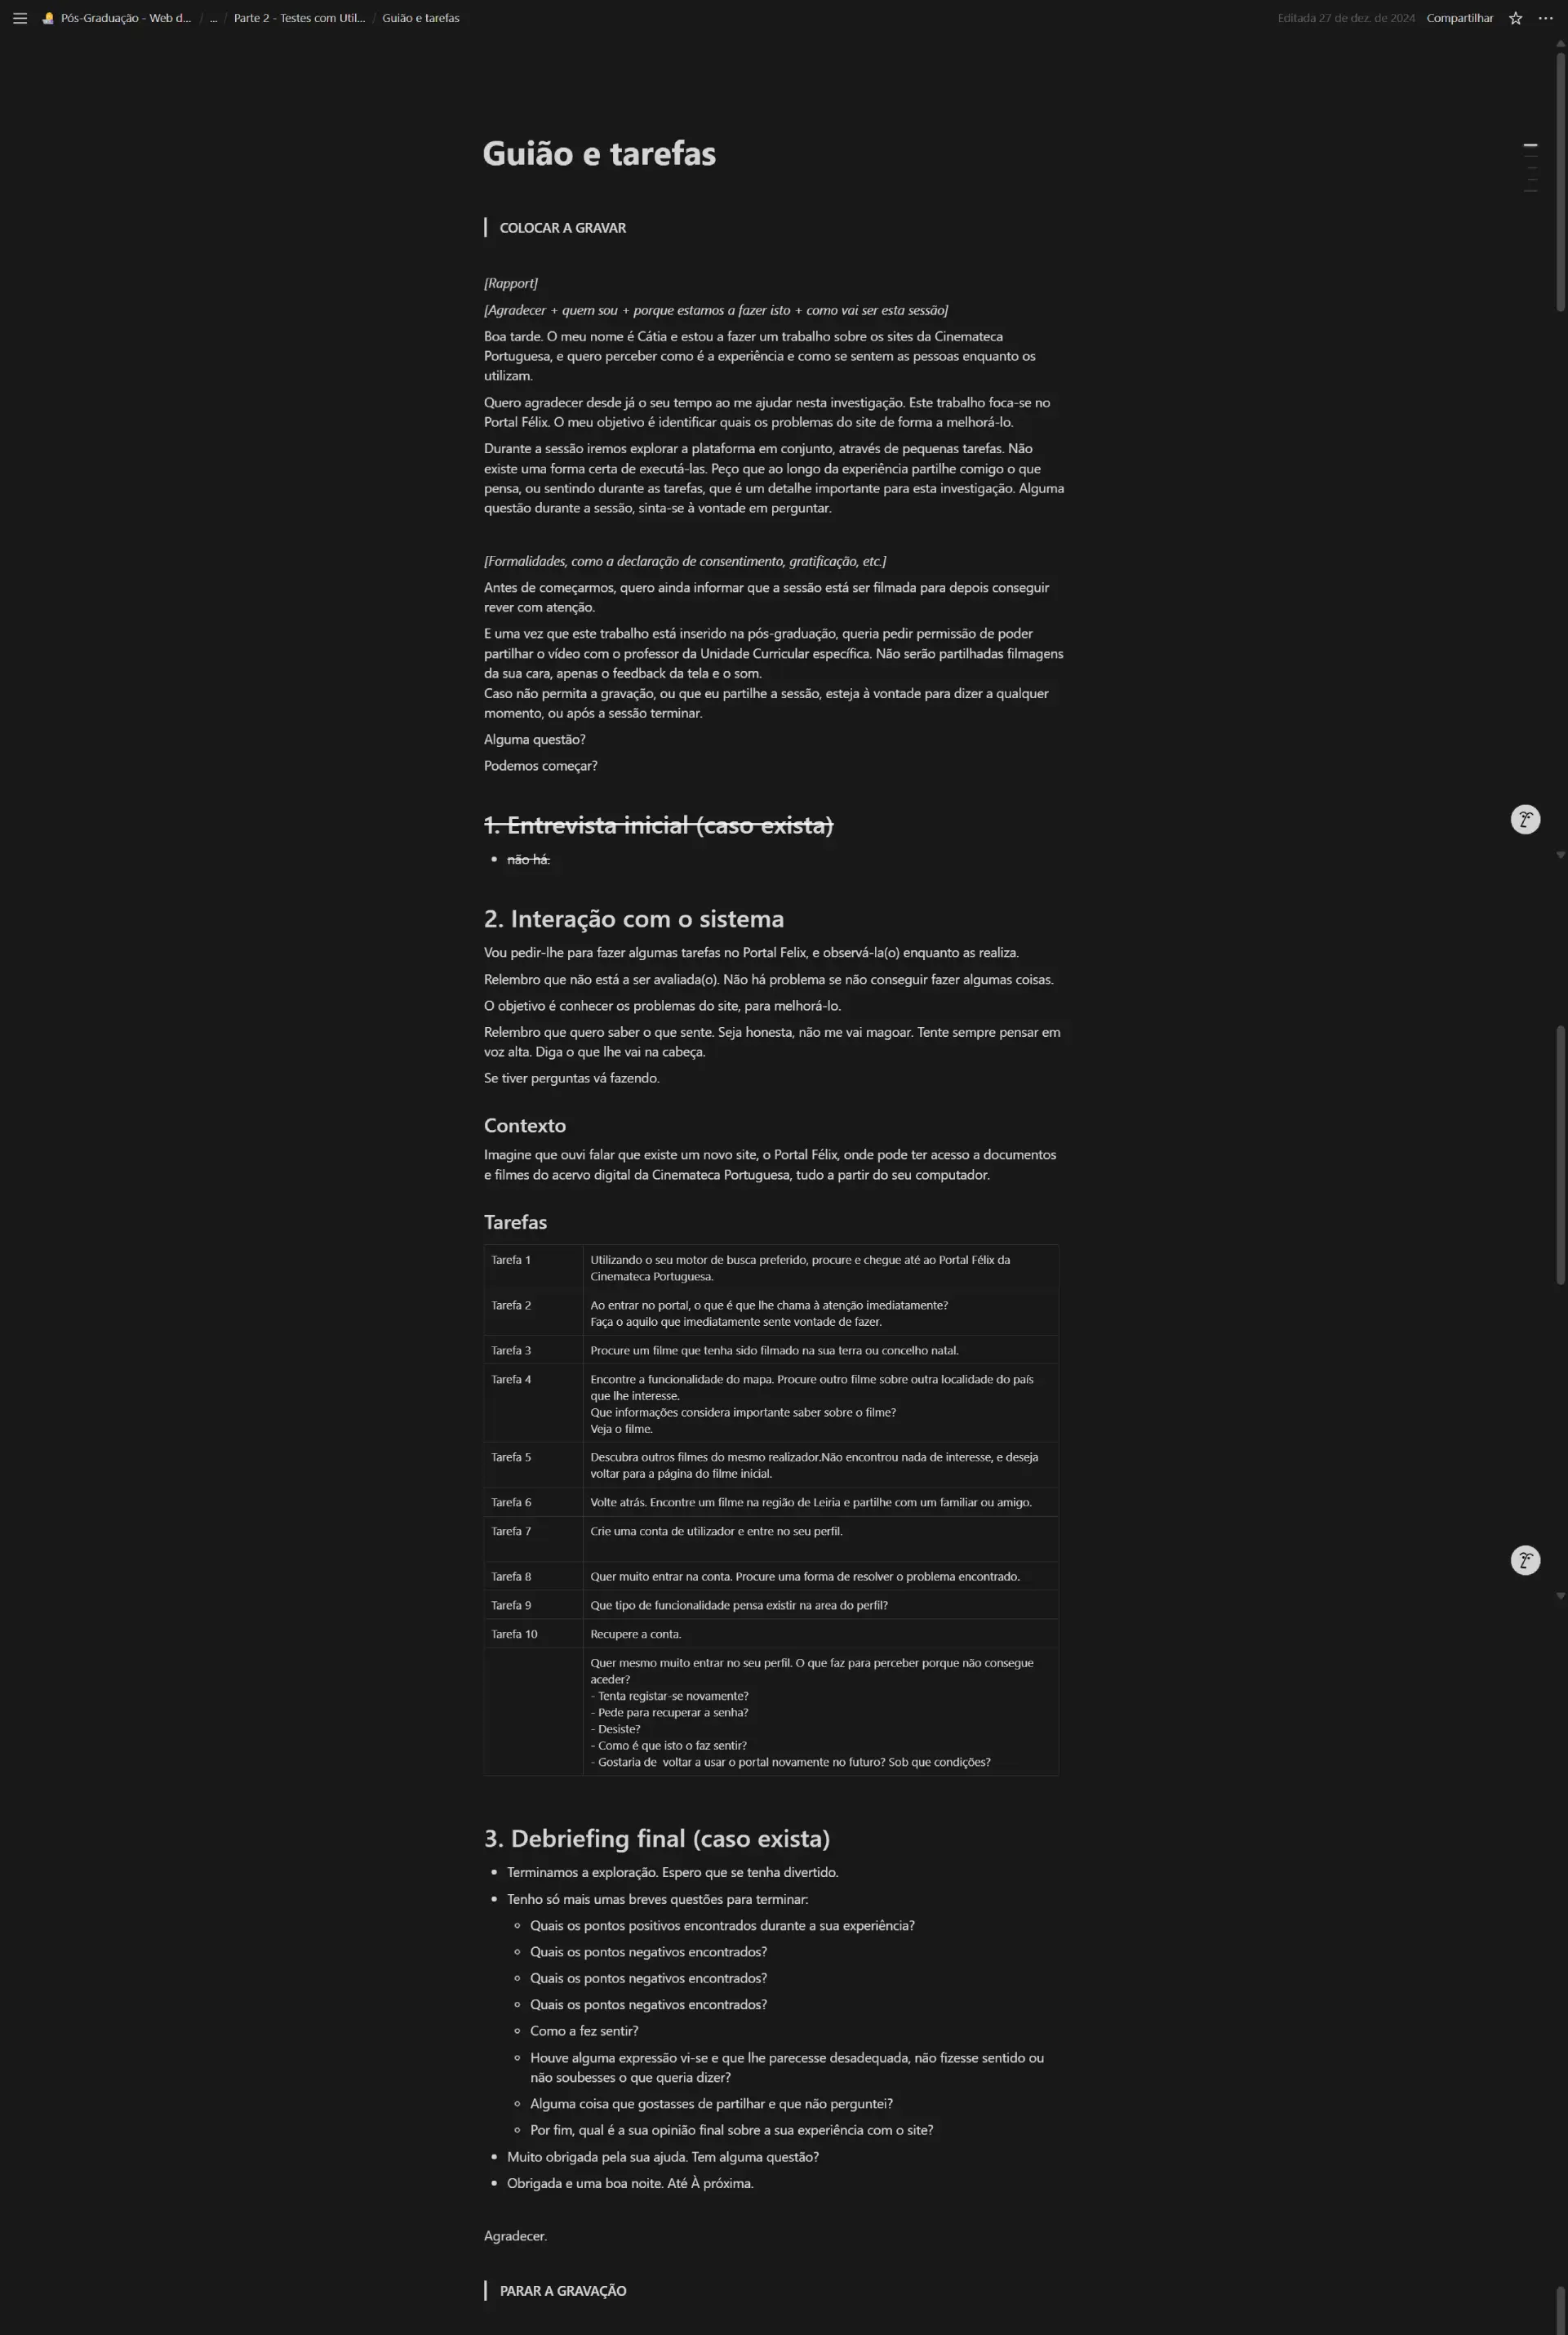 Pós-Graduação - Web d... / ... / Parte 2 - Testes com Util... / Guião e tarefas
Editada 27 de dez. de 2024 Compartilhar
Guião e tarefas
COLOCAR A GRAVAR
[Rapport]
[Agradecer + quem sou + porque estamos a fazer isto + como vai ser esta sessão]
Boa tarde. O meu nome é Cátia e estou a fazer um trabalho sobre os sites da Cinemateca
Portuguesa, e quero perceber como é a experiência e como se sentem as pessoas enquanto os
utilizam.
Quero agradecer desde já o seu tempo ao me ajudar nesta investigação. Este trabalho foca-se no
Portal Félix. O meu objetivo é identificar quais os problemas do site de forma a melhorá-lo.
Durante a sessão iremos explorar a plataforma em conjunto, através de pequenas tarefas. Não
existe uma forma certa de executá-las. Peço que ao longo da experiência partilhe comigo o que
pensa, ou sentindo durante as tarefas, que é um detalhe importante para esta investigação. Alguma
questão durante a sessão, sinta-se à vontade em perguntar.
[Formalidades, como a declaração de consentimento, gratificação, etc.]
Antes de começarmos, quero ainda informar que a sessão está ser filmada para depois conseguir
rever com atenção.
E uma vez que este trabalho está inserido na pós-graduação, queria pedir permissão de poder
partilhar o vídeo com o professor da Unidade Curricular específica. Não serão partilhadas filmagens
da sua cara, apenas o feedback da tela e o som.
Caso não permita a gravação, ou que eu partilhe a sessão, esteja à vontade para dizer a qualquer
momento, ou após a sessão terminar.
Alguma questão?
Podemos começar?
1. Entrevista inicial (caso exista)
não há.
2. Interação com o sistema
Vou pedir-lhe para fazer algumas tarefas no Portal Felix, e observá-la(o) enquanto as realiza.
Relembro que não está a ser avaliada(o). Não há problema se não conseguir fazer algumas coisas.
O objetivo é conhecer os problemas do site, para melhorá-lo.
Relembro que quero saber o que sente. Seja honesta, não me vai magoar. Tente sempre pensar em
voz alta. Diga o que lhe vai na cabeça.
Se tiver perguntas vá fazendo.
Contexto
Imagine que ouvi falar que existe um novo site, o Portal Félix, onde pode ter acesso a documentos
e filmes do acervo digital da Cinemateca Portuguesa, tudo a partir do seu computador.
Tarefas
Tarefa 1 Utilizando o seu motor de busca preferido, procure e chegue até ao Portal Félix da
Cinemateca Portuguesa.
Tarefa 2 Ao entrar no portal, o que é que lhe chama à atenção imediatamente?
Faça o aquilo que imediatamente sente vontade de fazer.
Tarefa 3 Procure um filme que tenha sido filmado na sua terra ou concelho natal.
Tarefa 4 Encontre a funcionalidade do mapa. Procure outro filme sobre outra localidade do país
que lhe interesse.
Que informações considera importante saber sobre o filme?
Veja o filme.
Tarefa 5 Descubra outros filmes do mesmo realizador.Não encontrou nada de interesse, e deseja
voltar para a página do filme inicial.
Tarefa 6 Volte atrás. Encontre um filme na região de Leiria e partilhe com um familiar ou amigo.
Tarefa 7 Crie uma conta de utilizador e entre no seu perfil.
Tarefa 8 Quer muito entrar na conta. Procure uma forma de resolver o problema encontrado.
Tarefa 9 Que tipo de funcionalidade pensa existir na area do perfil?
Tarefa 10 Recupere a conta.
Quer mesmo muito entrar no seu perfil. O que faz para perceber porque não consegue
aceder?
- Tenta registar-se novamente?
- Pede para recuperar a senha?
- Desiste?
- Como é que isto o faz sentir?
- Gostaria de voltar a usar o portal novamente no futuro? Sob que condições?
3. Debriefing final (caso exista)
Terminamos a exploração. Espero que se tenha divertido.
Tenho só mais umas breves questões para terminar:
Quais os pontos positivos encontrados durante a sua experiência?
Quais os pontos negativos encontrados?
Quais os pontos negativos encontrados?
Quais os pontos negativos encontrados?
Como a fez sentir?
Houve alguma expressão vi-se e que lhe parecesse desadequada, não fizesse sentido ou
não soubesses o que queria dizer?
Alguma coisa que gostasses de partilhar e que não perguntei?
Por fim, qual é a sua opinião final sobre a sua experiência com o site?
Muito obrigada pela sua ajuda. Tem alguma questão?
Obrigada e uma boa noite. Até À próxima.
Agradecer.
PARAR A GRAVAÇÃO